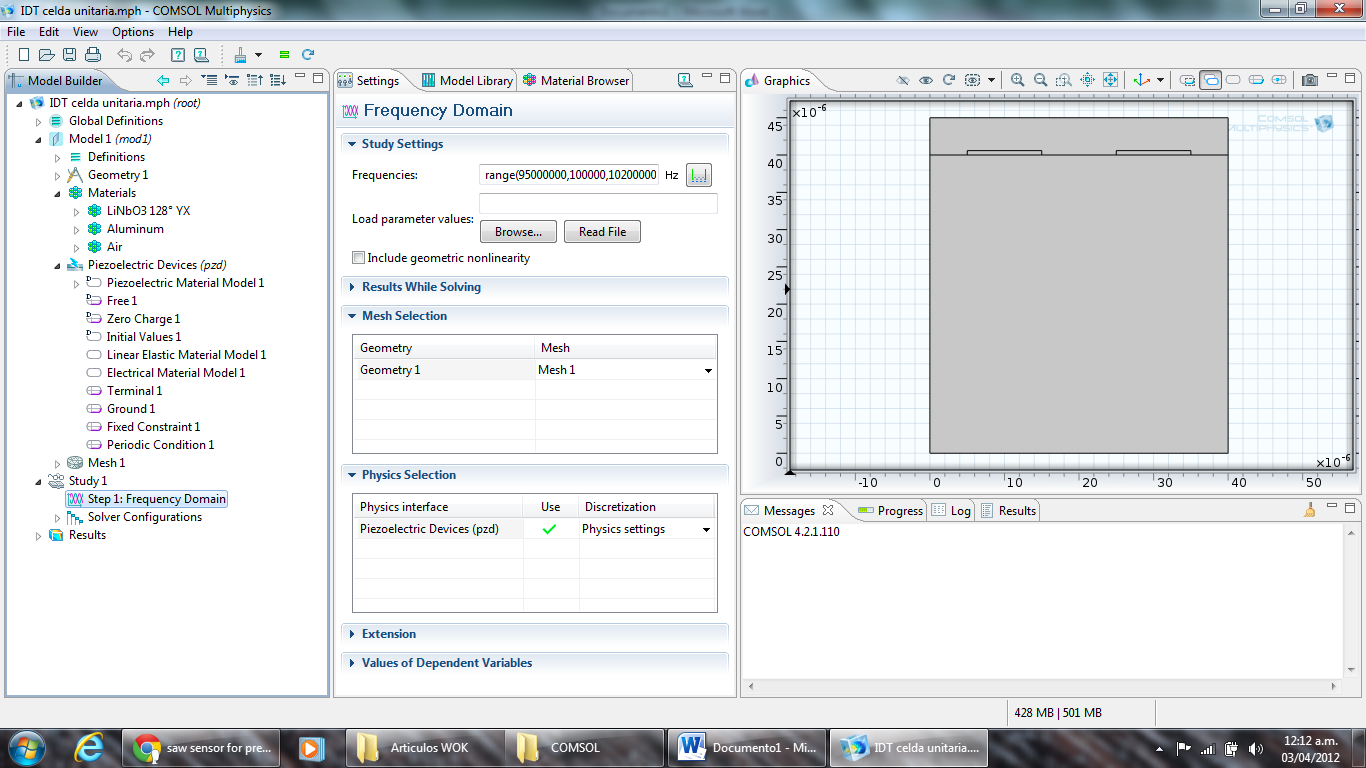 IDT celda unitaria.mph - COMSOL Multiphysics
File Edit View Options Help
Model Builder
IDT celda unitaria.mph (root)
Global Definitions
Model 1 (mod1)
Definitions
Geometry 1
Materials
LiNbO3 128° YX
Aluminum
Air
Piezoelectric Devices (pzd)
Piezoelectric Material Model 1
Free 1
Zero Charge 1
Initial Values 1
Linear Elastic Material Model 1
Electrical Material Model 1
Terminal 1
Ground 1
Fixed Constraint 1
Periodic Condition 1
Mesh 1
Study 1
Step 1: Frequency Domain
Solver Configurations
Results
Settings Model Library Material Browser
Frequency Domain
Study Settings
Frequencies: range(95000000,100000,10200000 Hz
Load parameter values:
Browse... Read File
Include geometric nonlinearity
Results While Solving
Mesh Selection
Geometry Mesh
Geometry 1 Mesh 1
Physics Selection
Physics interface Use Discretization
Piezoelectric Devices (pzd) Physics settings
Extension
Values of Dependent Variables
Graphics
×10⁻⁶
COMSOL
MULTIPHYSICS
45
40
35
30
25
20
15
10
5
0
×10⁻⁶
-10 0 10 20 30 40 50
Messages Progress Log Results
COMSOL 4.2.1.110
428 MB | 501 MB
saw sensor for pre... Articulos WOK COMSOL Documento1 - Mi... IDT celda unitaria....
12:12 a.m.
03/04/2012